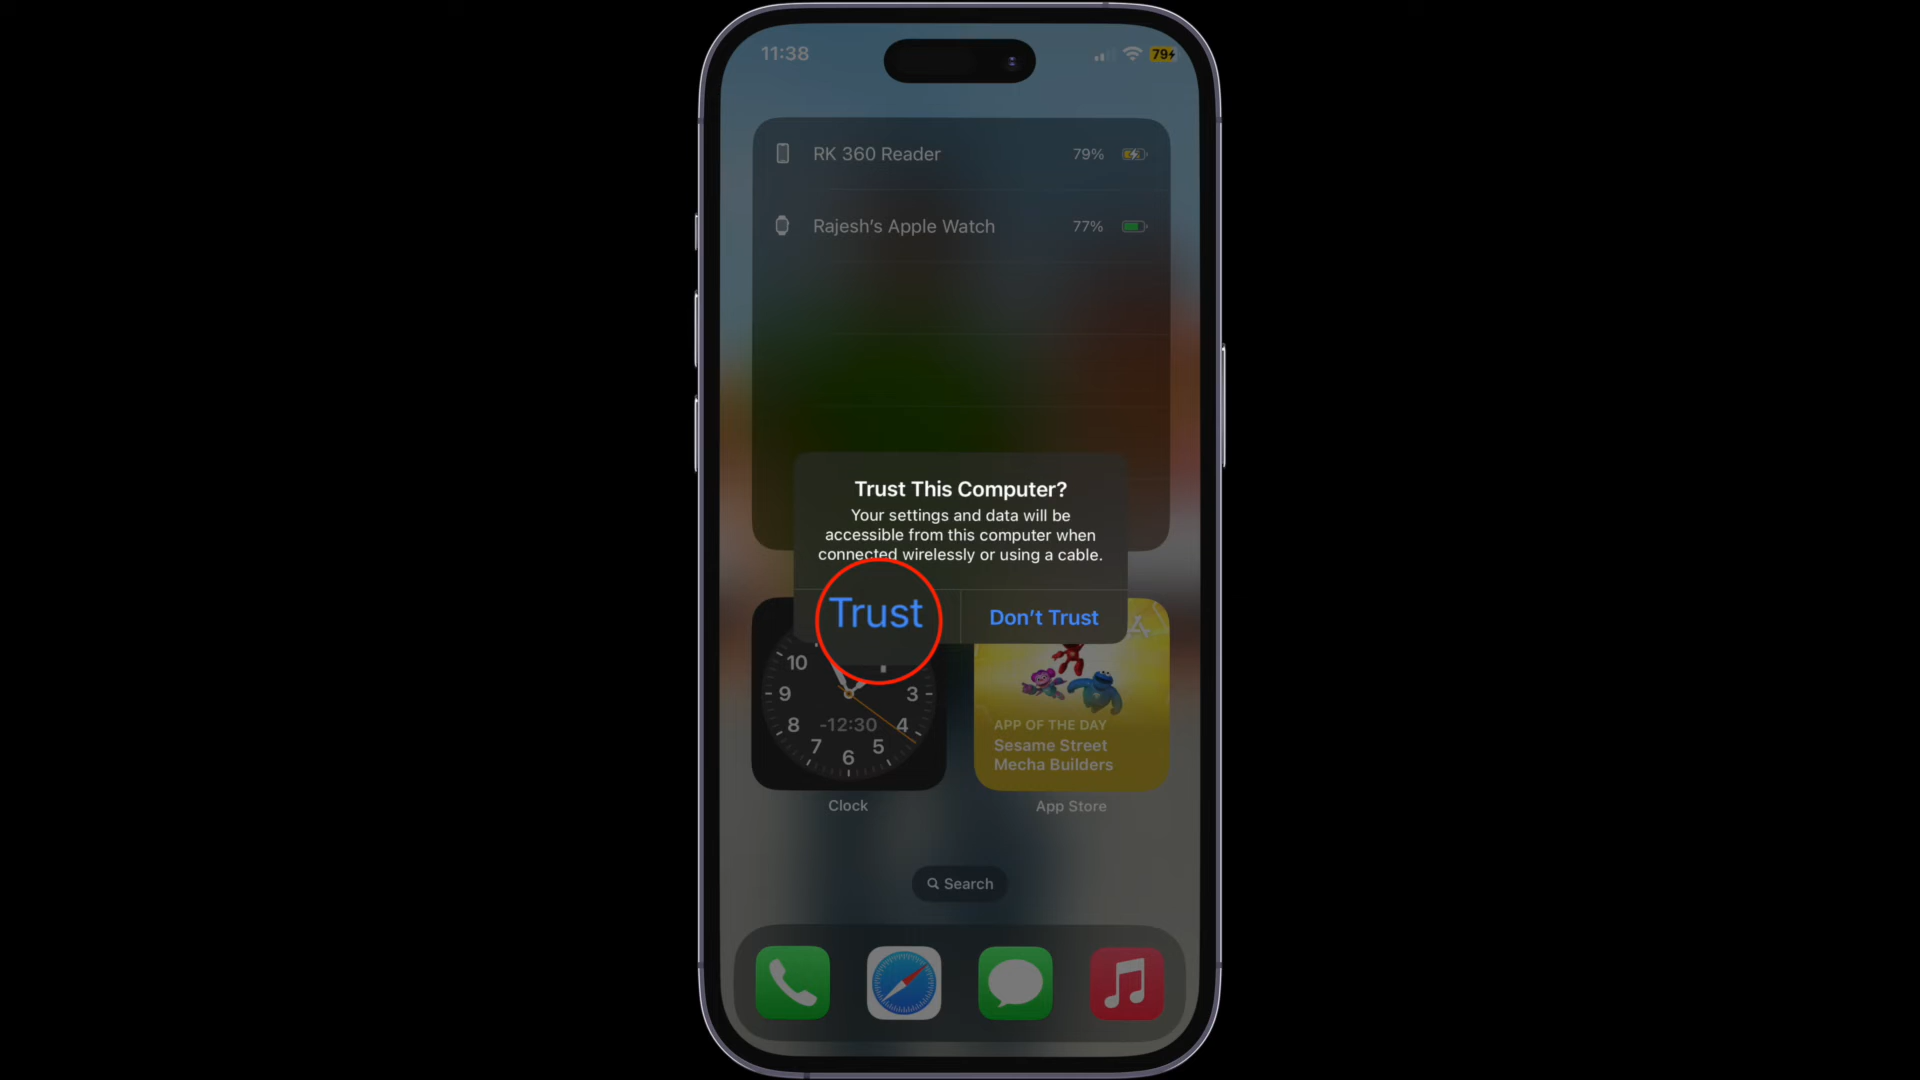 11:38
79
RK 360 Reader 79%
Rajesh's Apple Watch 77%
Trust This Computer?
Your settings and data will be
accessible from this computer when
connected wirelessly or using a cable.
Trust
Don't Trust
10
9
3
8
-12:30
4
7
5
6
Clock
APP OF THE DAY
Sesame Street
Mecha Builders
App Store
Search